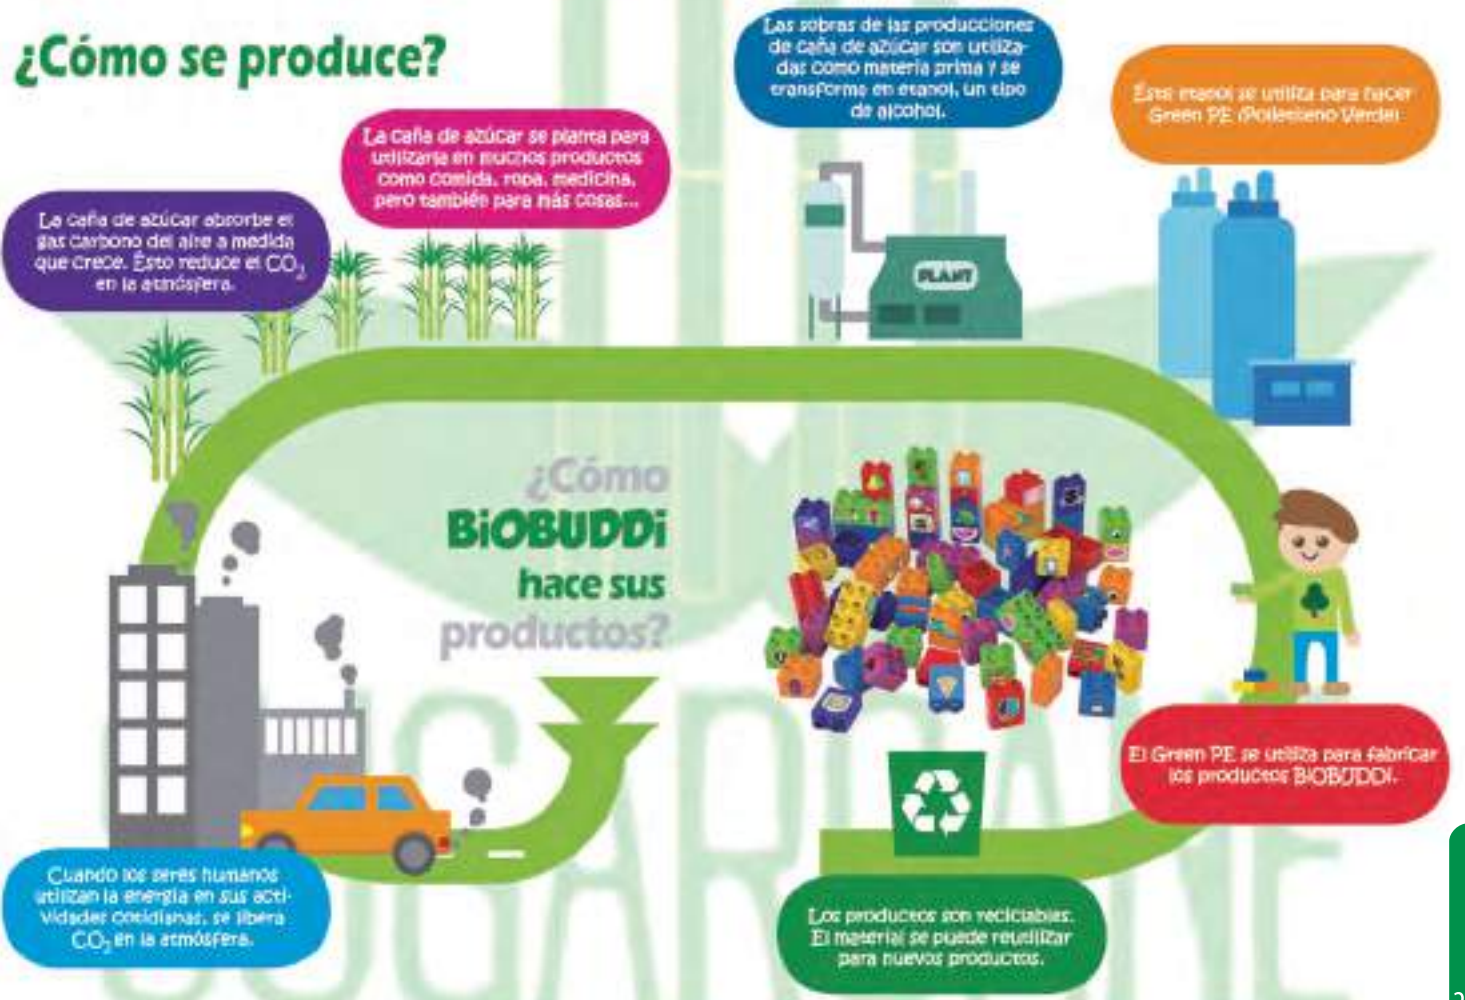 ¿Cómo se produce?
Las sobras de las producciones
de caña de azúcar son utiliza-
das como materia prima y se
transforma en etanol, un tipo
de alcohol.
Éste etanol se utiliza para hacer
Green PE (Polietileno Verde)
La caña de azúcar se planta para
utilizarla en muchos productos
como comida, ropa, medicina,
pero también para más cosas...
La caña de azúcar absorbe el
gas carbono del aire a medida
que crece. Ésto reduce el CO2
en la atmósfera.
PLANT
¿Cómo
BiOBUDDi
hace sus
productos?
El Green PE se utiliza para fabricar
los productos BIOBUDDI.
Cuando los seres humanos
utilizan la energía en sus acti-
vidades cotidianas, se libera
CO2 en la atmósfera.
Los productos son reciclables.
El material se puede reutilizar
para nuevos productos.
SUGARCANE